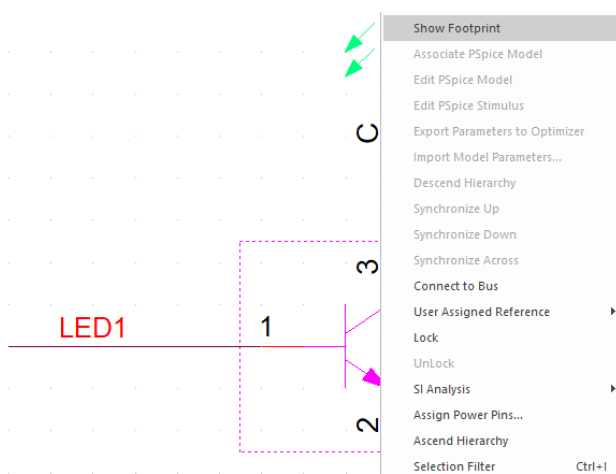 Show Footprint
Associate PSpice Model
Edit PSpice Model
Edit PSpice Stimulus
C
Export Parameters to Optimizer
Import Model Parameters...
Descend Hierarchy
Synchronize Up
Synchronize Down
Synchronize Across
3
Connect to Bus
User Assigned Reference
LED1
1
Lock
UnLock
SI Analysis
Assign Power Pins...
2
Ascend Hierarchy
Selection Filter Ctrl+I